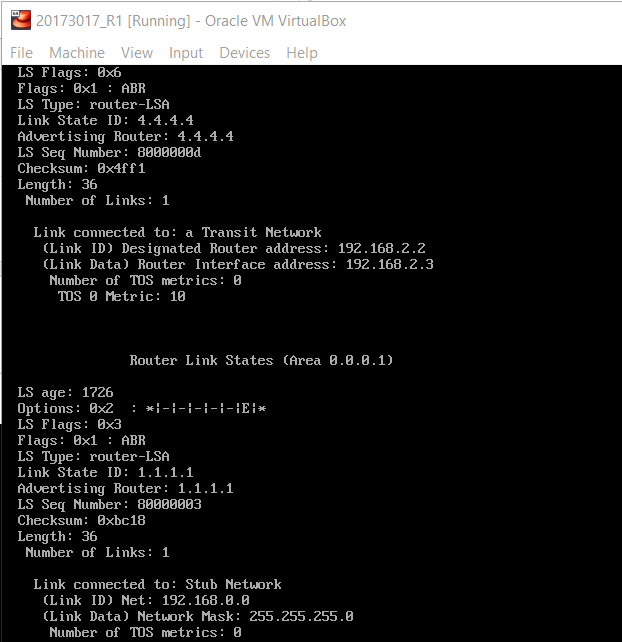 20173017_R1 [Running] - Oracle VM VirtualBox
File Machine View Input Devices Help
LS Flags: 0x6
Flags: 0x1 : ABR
LS Type: router-LSA
Link State ID: 4.4.4.4
Advertising Router: 4.4.4.4
LS Seq Number: 8000000d
Checksum: 0x4ff1
Length: 36
Number of Links: 1
Link connected to: a Transit Network
(Link ID) Designated Router address: 192.168.2.2
(Link Data) Router Interface address: 192.168.2.3
Number of TOS metrics: 0
TOS 0 Metric: 10
Router Link States (Area 0.0.0.1)
LS age: 1726
Options: 0x2 : *|-|-|-|-|-|E|*
LS Flags: 0x3
Flags: 0x1 : ABR
LS Type: router-LSA
Link State ID: 1.1.1.1
Advertising Router: 1.1.1.1
LS Seq Number: 80000003
Checksum: 0xbc18
Length: 36
Number of Links: 1
Link connected to: Stub Network
(Link ID) Net: 192.168.0.0
(Link Data) Network Mask: 255.255.255.0
Number of TOS metrics: 0